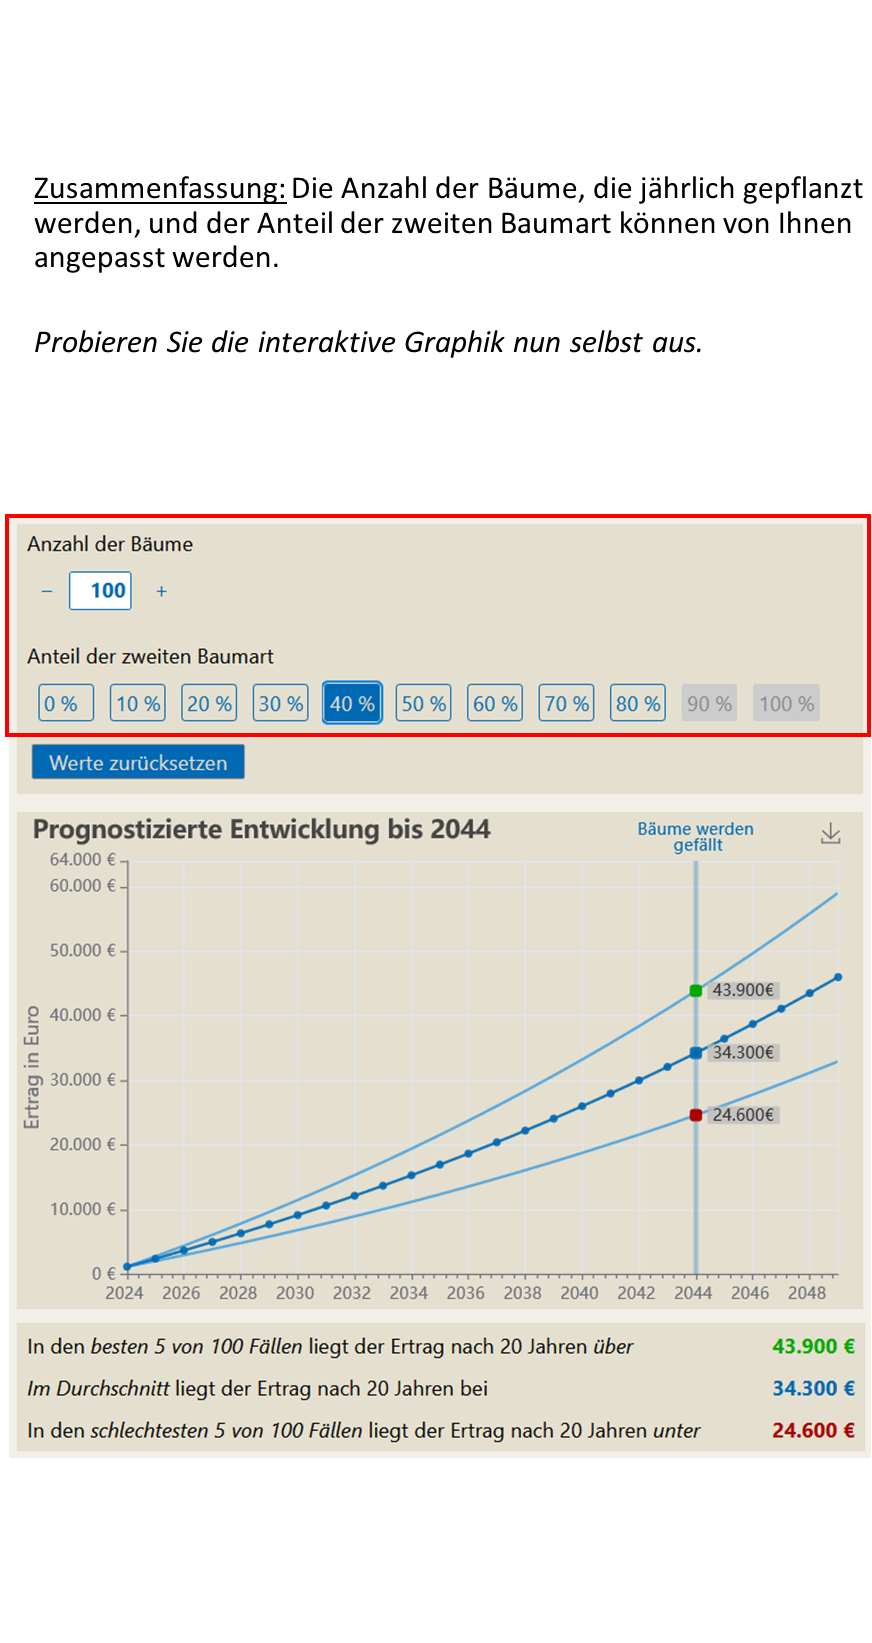 Zusammenfassung: Die Anzahl der Bäume, die jährlich gepflanzt
werden, und der Anteil der zweiten Baumart können von Ihnen
angepasst werden.
Probieren Sie die interaktive Graphik nun selbst aus.
Anzahl der Bäume
− 100 +
Anteil der zweiten Baumart
0 % 10 % 20 % 30 % 40 % 50 % 60 % 70 % 80 % 90 % 100 %
Werte zurücksetzen
Prognostizierte Entwicklung bis 2044
Bäume werden
gefällt
64.000 €
60.000 €
50.000 €
40.000 €
30.000 €
20.000 €
10.000 €
0 €
Ertrag in Euro
43.900€
34.300€
24.600€
2024 2026 2028 2030 2032 2034 2036 2038 2040 2042 2044 2046 2048
In den besten 5 von 100 Fällen liegt der Ertrag nach 20 Jahren über 43.900 €
Im Durchschnitt liegt der Ertrag nach 20 Jahren bei 34.300 €
In den schlechtesten 5 von 100 Fällen liegt der Ertrag nach 20 Jahren unter 24.600 €